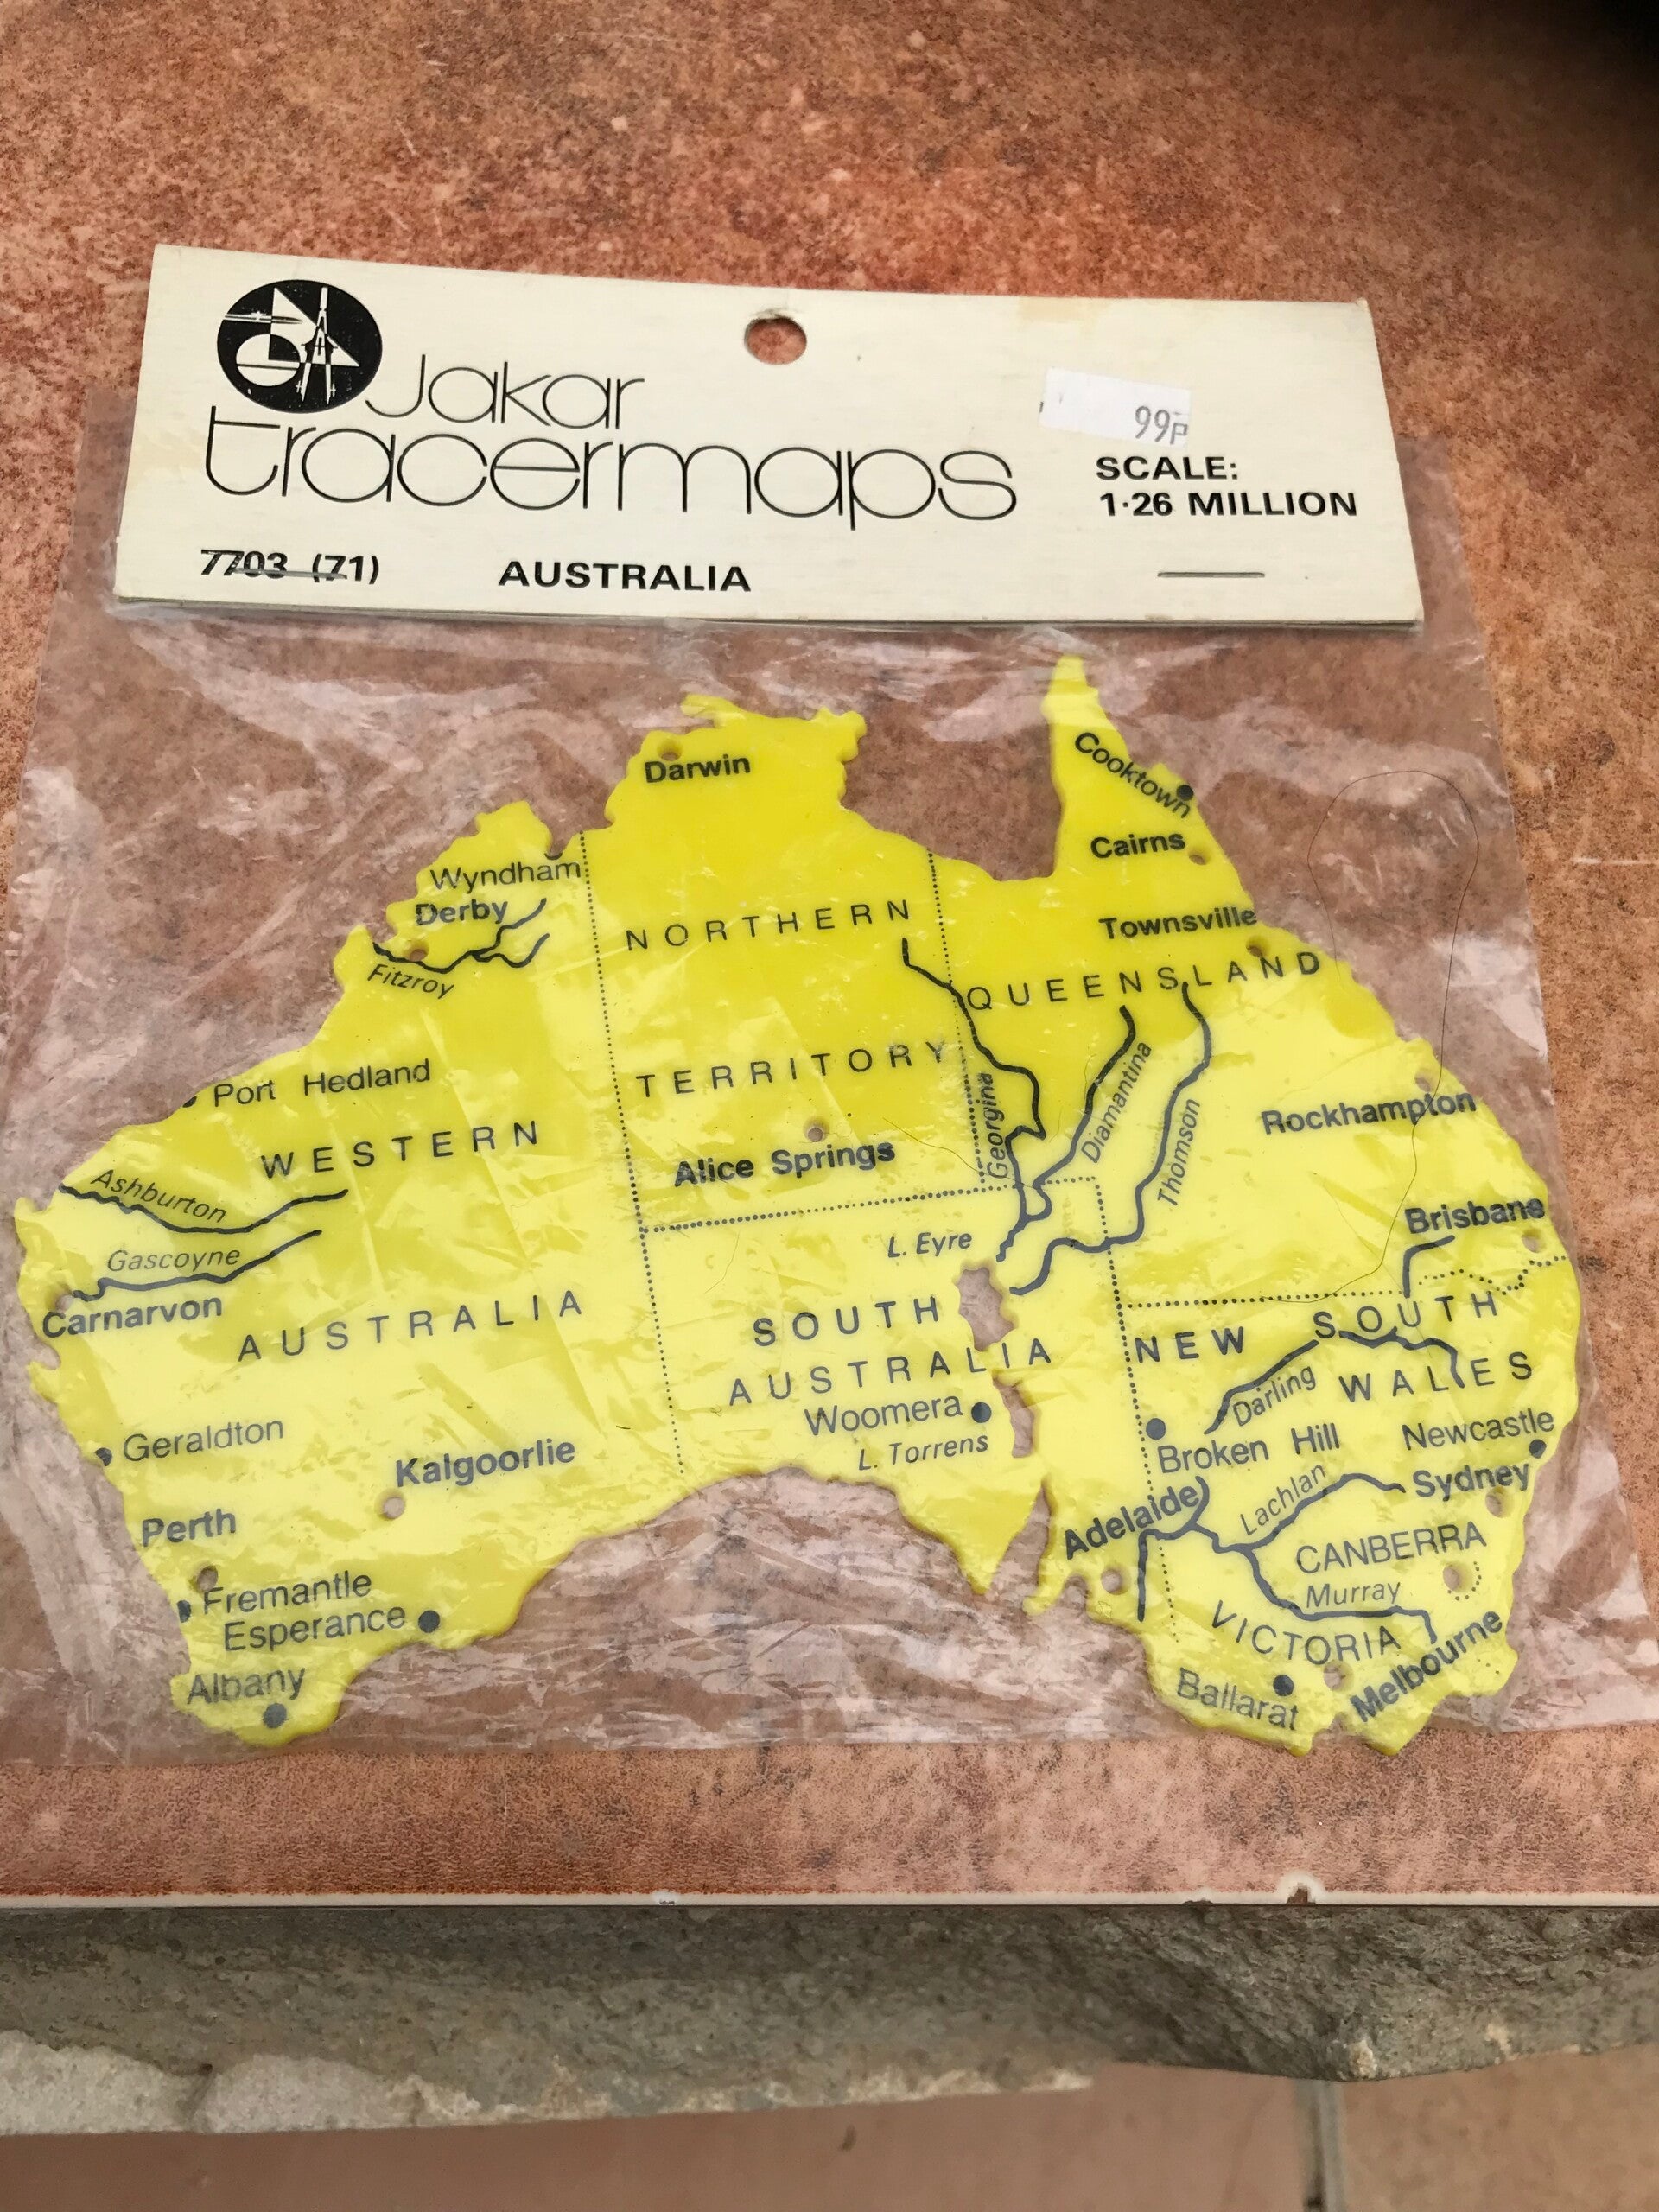 Jakar
tracermaps
99p
SCALE:
1·26 MILLION
7703 (71)
AUSTRALIA
Darwin
Cooktown
Cairns
Wyndham
Derby
Fitzroy
NORTHERN
Townsville
QUEENSLAND
Port Hedland
TERRITORY
Georgina
Diamantina
Thomson
Rockhampton
WESTERN
Alice Springs
Ashburton
Gascoyne
Carnarvon
L. Eyre
Brisbane
AUSTRALIA
SOUTH
AUSTRALIA
NEW SOUTH
WALES
Woomera
L. Torrens
Darling
Geraldton
Kalgoorlie
Broken Hill
Newcastle
Perth
Adelaide
Lachlan
Sydney
CANBERRA
Fremantle
Esperance
Murray
VICTORIA
Albany
Ballarat
Melbourne